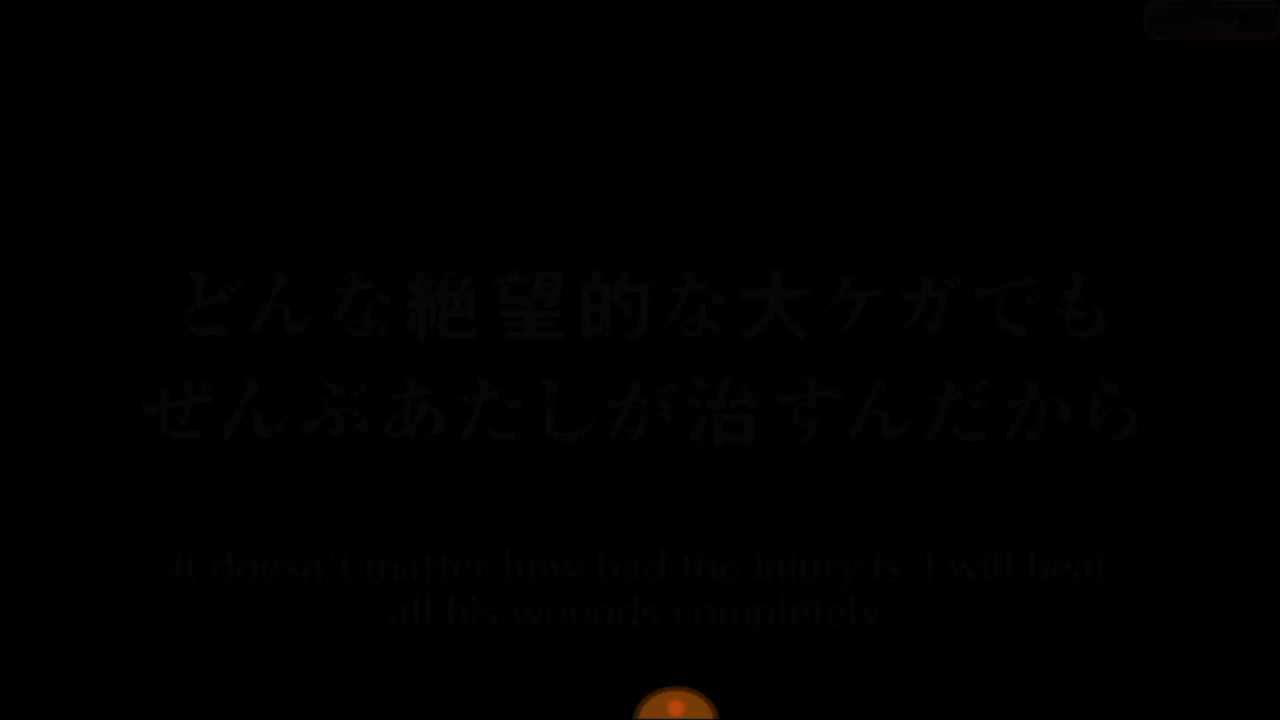 どんな絶望的な大ケガでも
ぜんぶあたしが治すんだから
it doesn't matter how bad the injury is. I will heal
all his wounds completely.